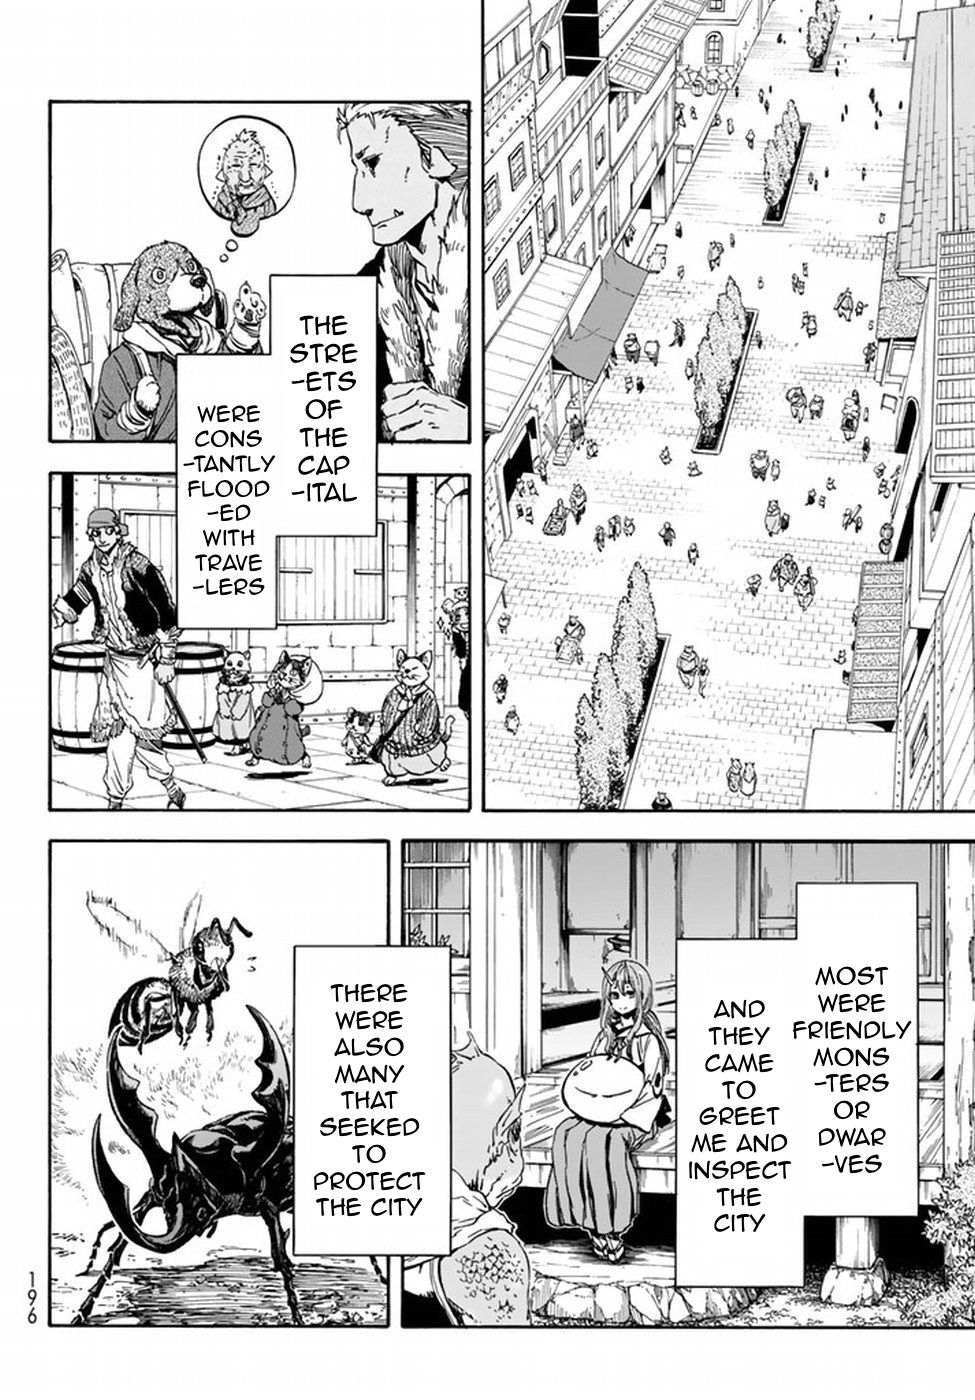 THE
STRE
-ETS
OF
THE
CAP
-ITAL
WERE
CONS
-TANTLY
FLOOD
-ED
WITH
TRAVE
-LERS
MOST
WERE
FRIENDLY
MONS
-TERS
OR
DWAR
-VES
AND
THEY
CAME
TO
GREET
ME AND
INSPECT
THE
CITY
THERE
WERE
ALSO
MANY
THAT
SEEKED
TO
PROTECT
THE CITY
196